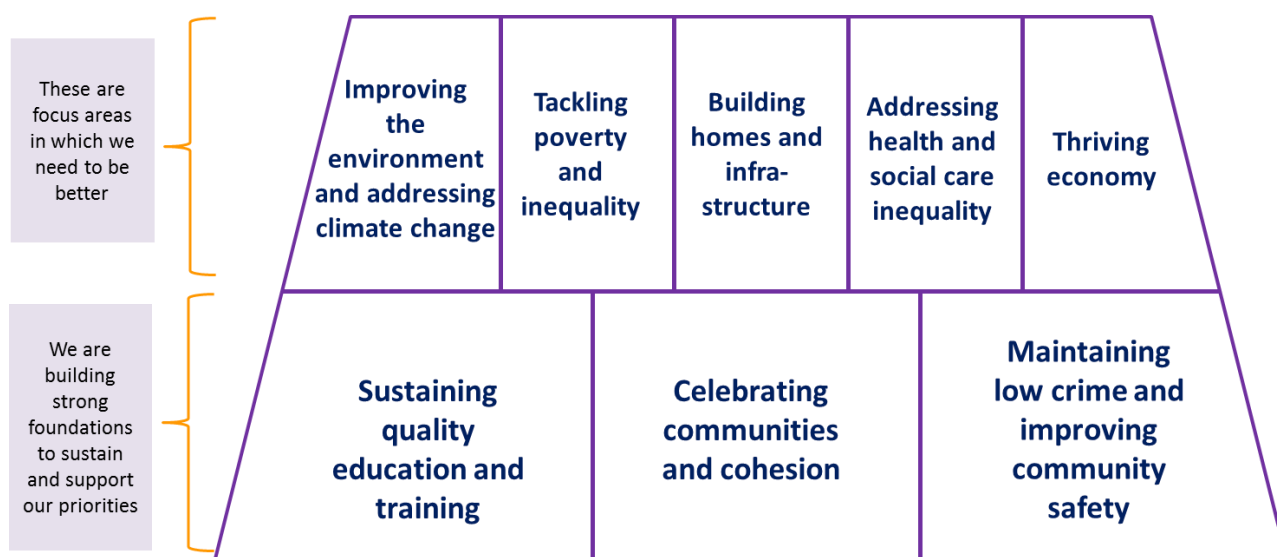 These are
focus areas
in which we
need to be
better
Improving
the
environment
and addressing
climate change
Tackling
poverty
and
inequality
Building
homes and
infra-
structure
Addressing
health and
social care
inequality
Thriving
economy
We are
building
strong
foundations
to sustain
and support
our priorities
Sustaining
quality
education and
training
Celebrating
communities
and cohesion
Maintaining
low crime and
improving
community
safety